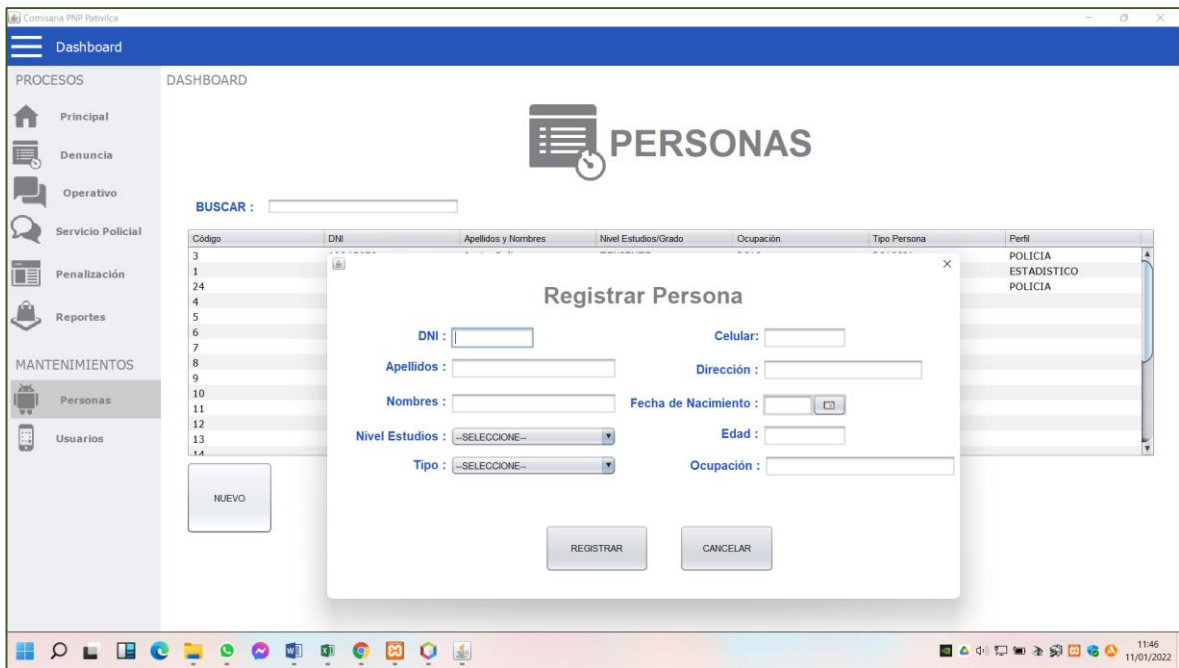 Comisaria PNP Pativilca
Dashboard
PROCESOS
DASHBOARD
Principal
Denuncia
Operativo
Servicio Policial
Penalización
Reportes
MANTENIMIENTOS
Personas
Usuarios
PERSONAS
BUSCAR :
Código DNI Apellidos y Nombres Nivel Estudios/Grado Ocupación Tipo Persona Perfil
3 POLICIA
1 ESTADISTICO
24 POLICIA
4
5
6
7
8
9
10
11
12
13
14
NUEVO
Registrar Persona
DNI : Celular:
Apellidos : Dirección :
Nombres : Fecha de Nacimiento :
Nivel Estudios : --SELECCIONE-- Edad :
Tipo : --SELECCIONE-- Ocupación :
REGISTRAR CANCELAR
11:46
11/01/2022